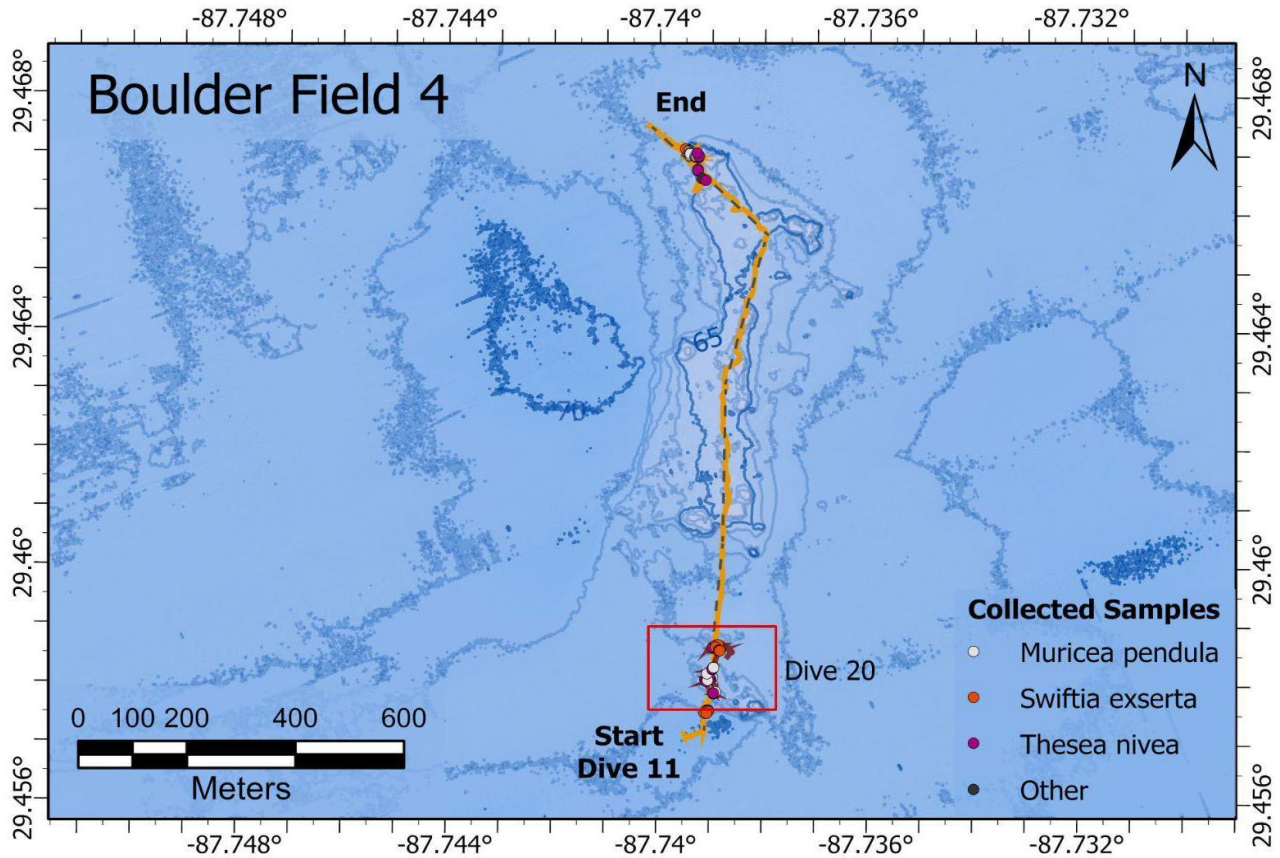 -87.748° -87.744° -87.74° -87.736° -87.732°
Boulder Field 4
N
End
29.468° 29.468°
29.464° 29.464°
65
70
29.46° 29.46°
Collected Samples
Muricea pendula
Swiftia exserta
Thesea nivea
Other
Dive 20
Start
Dive 11
0 100 200 400 600
Meters
29.456° 29.456°
-87.748° -87.744° -87.74° -87.736° -87.732°